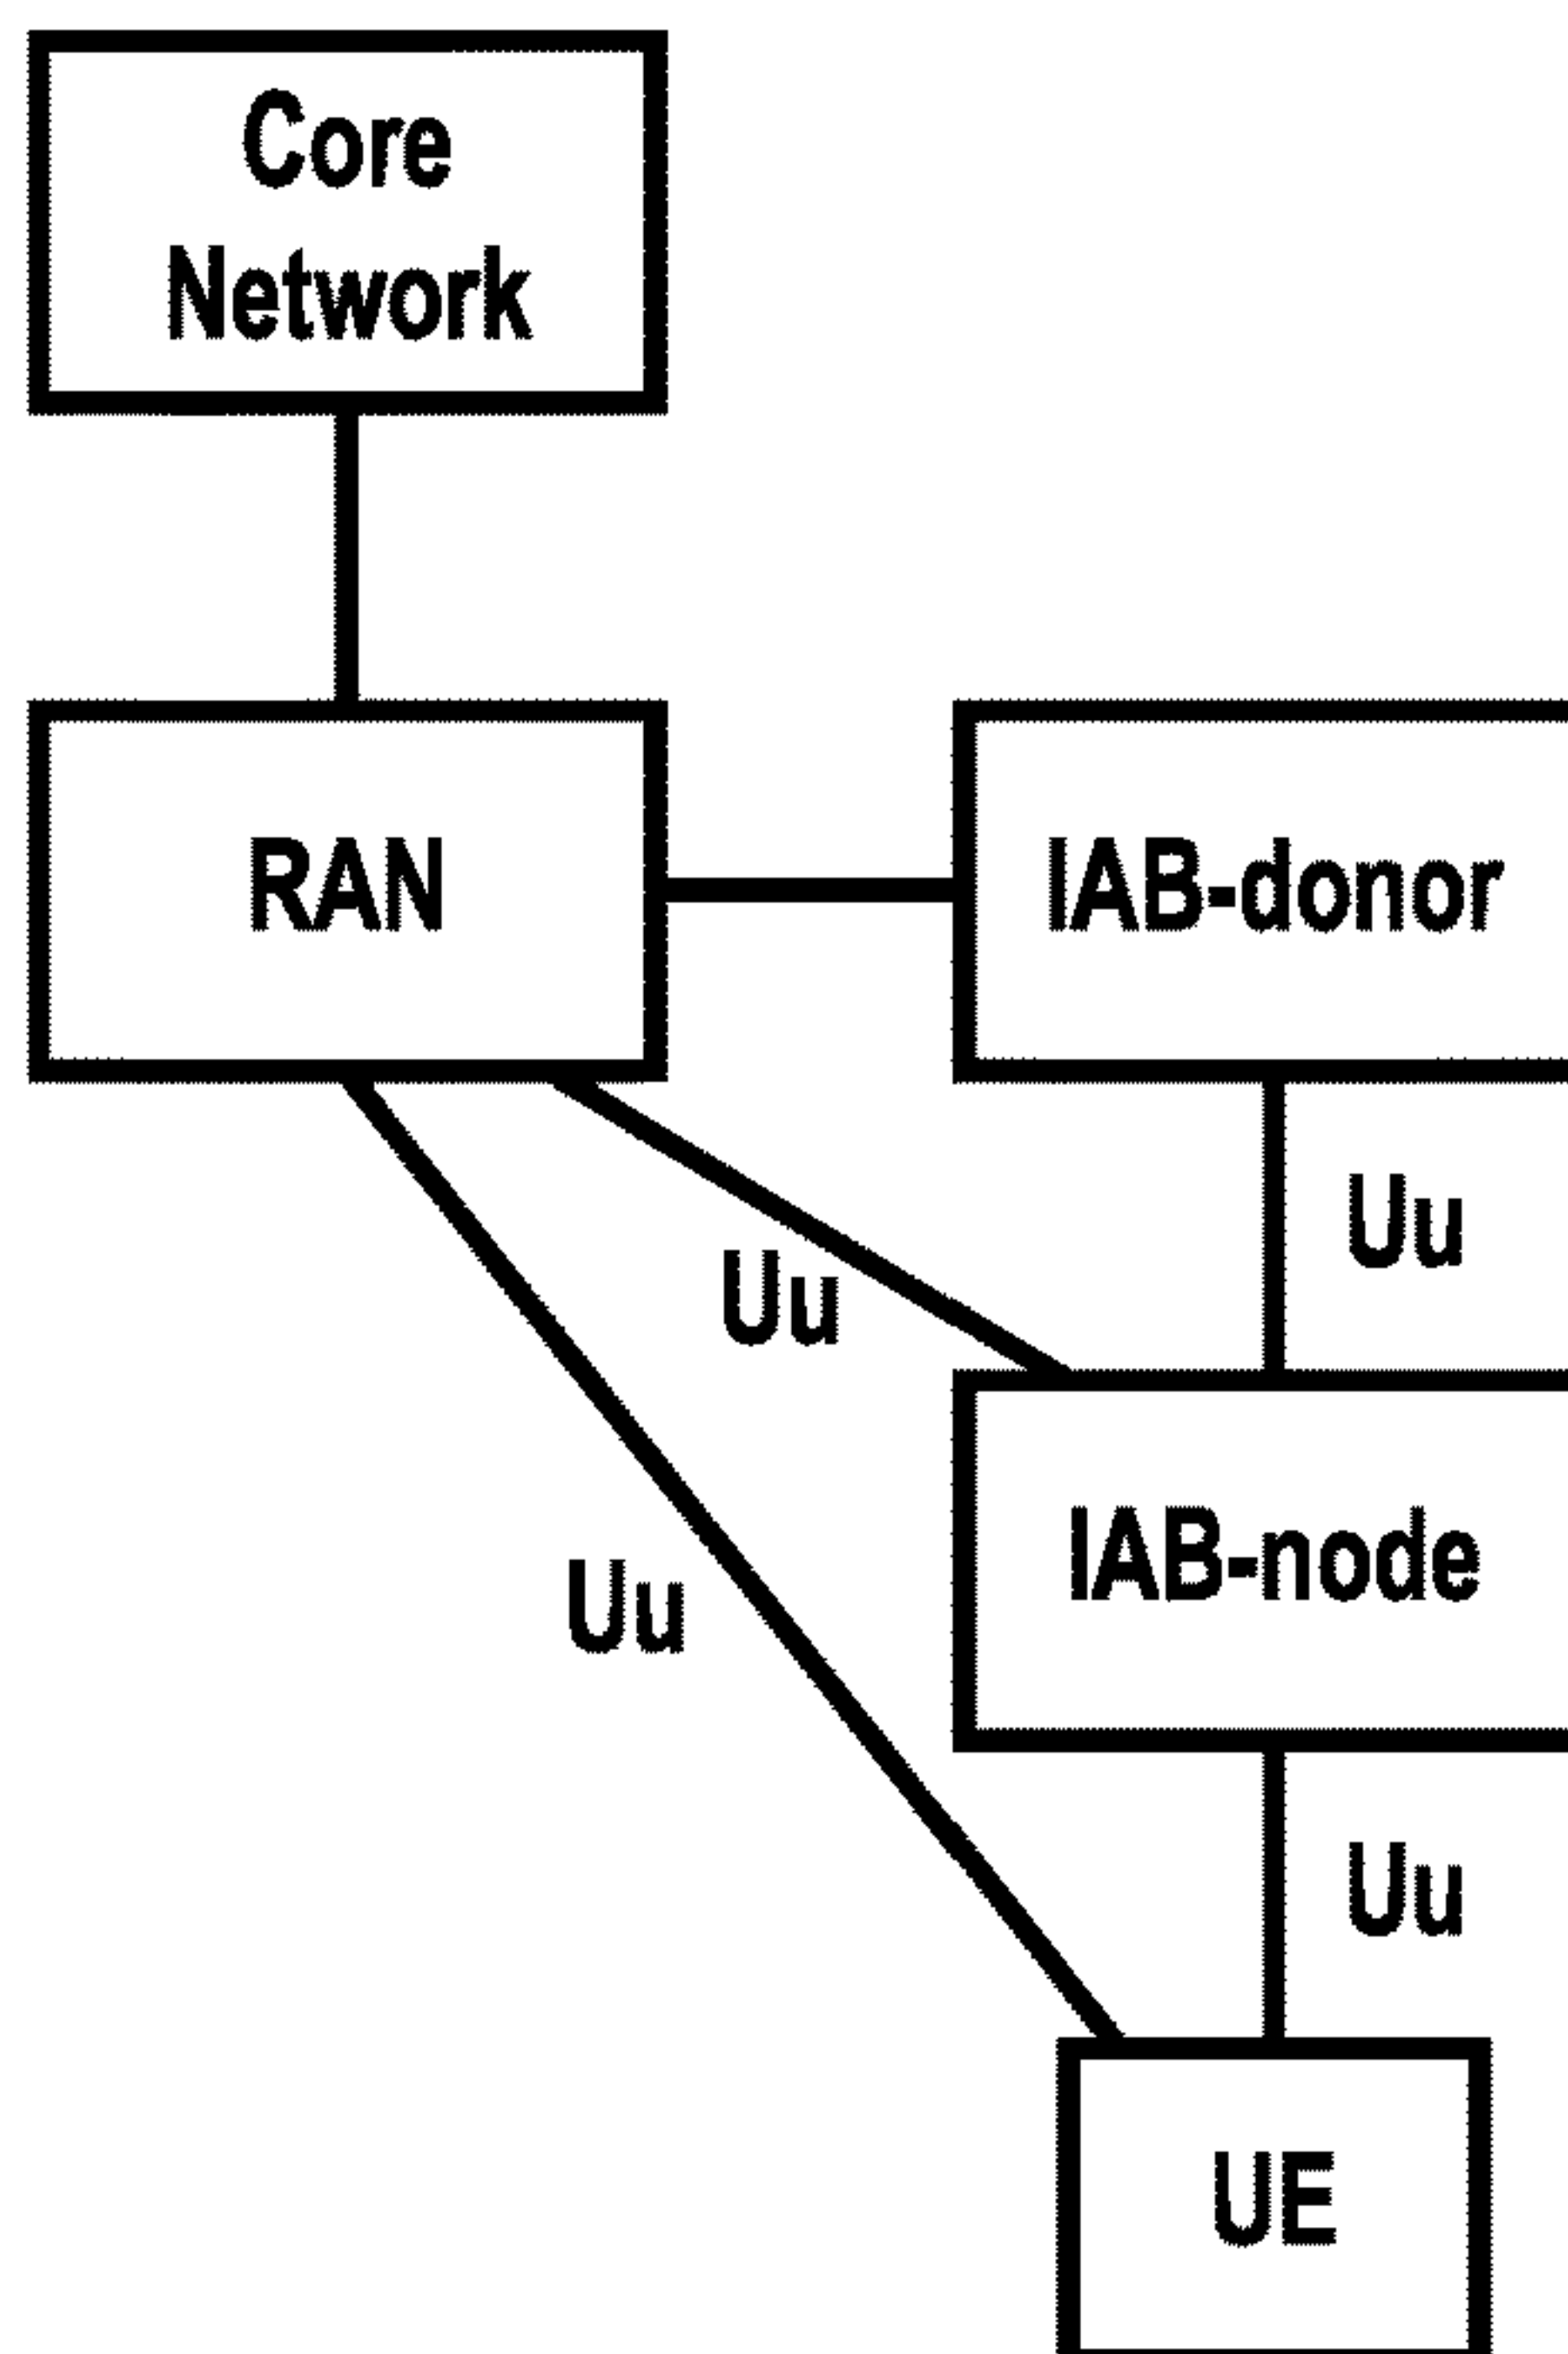 Core
Network
RAN
IAB-donor
Uu
Uu
IAB-node
Uu
Uu
UE